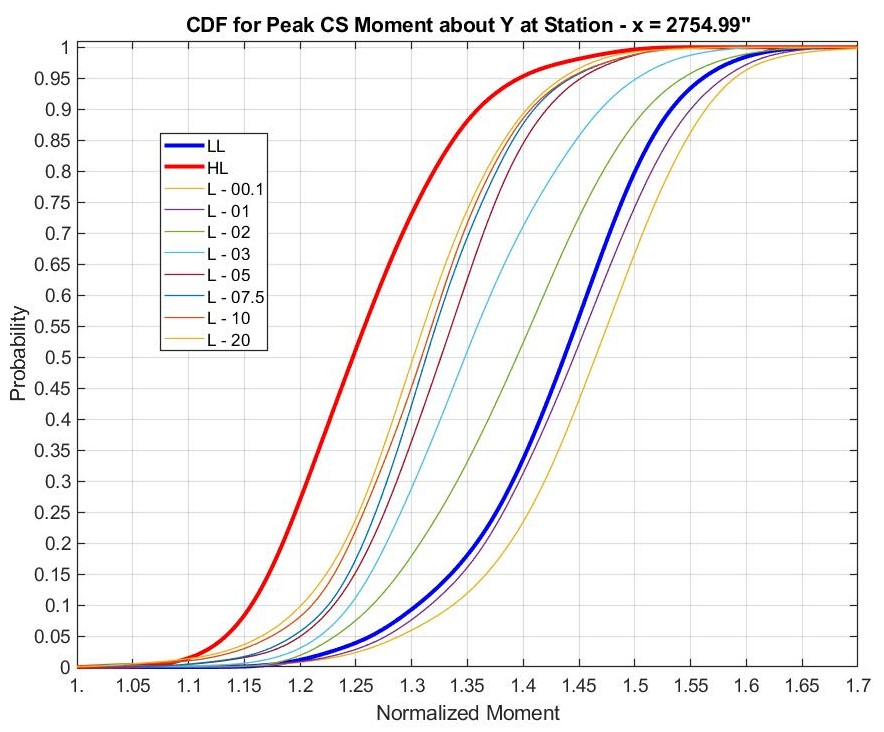 CDF for Peak CS Moment about Y at Station - x = 2754.99"
1
0.95
0.9
0.85
0.8
0.75
0.7
0.65
0.6
0.55
0.5
0.45
0.4
0.35
0.3
0.25
0.2
0.15
0.1
0.05
0
Probability
LL
HL
L - 00.1
L - 01
L - 02
L - 03
L - 05
L - 07.5
L - 10
L - 20
1. 1.05 1.1 1.15 1.2 1.25 1.3 1.35 1.4 1.45 1.5 1.55 1.6 1.65 1.7
Normalized Moment